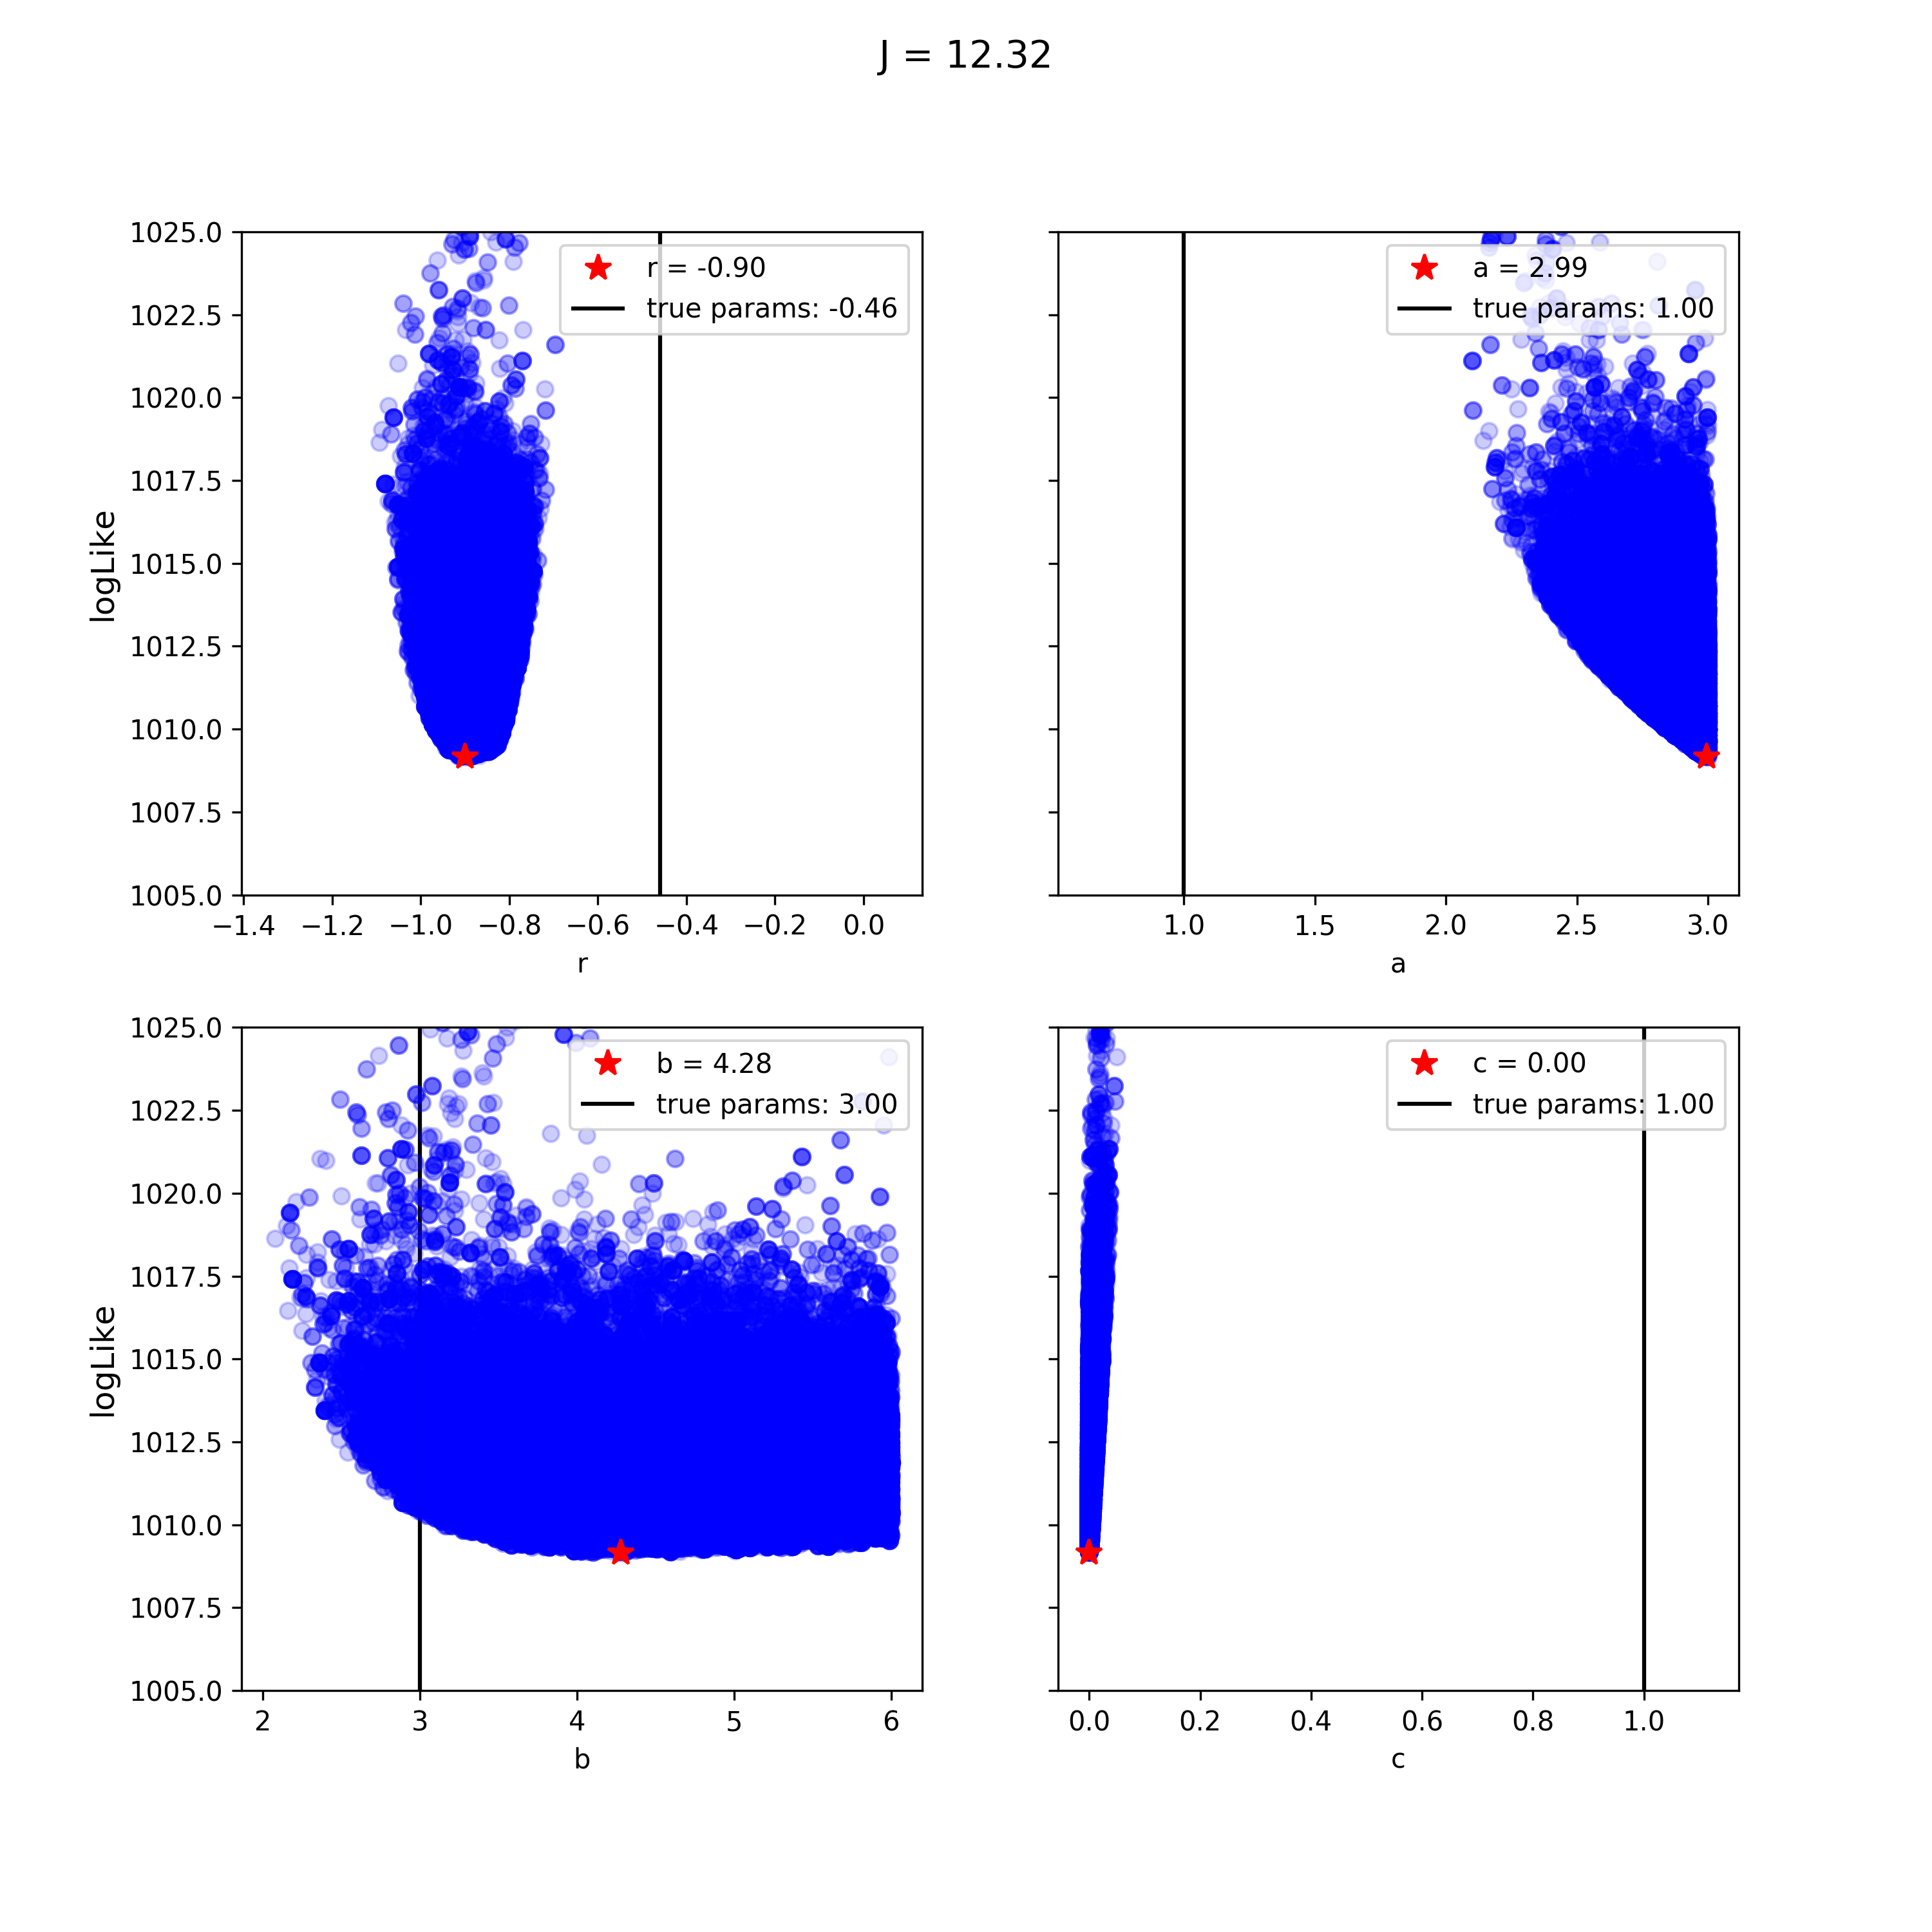 J = 12.32
1025.0
1022.5
1020.0
1017.5
1015.0
1012.5
1010.0
1007.5
1005.0
logLike
r = -0.90
true params: -0.46
−1.4 −1.2 −1.0 −0.8 −0.6 −0.4 −0.2 0.0
r
a = 2.99
true params: 1.00
1.0 1.5 2.0 2.5 3.0
a
1025.0
1022.5
1020.0
1017.5
1015.0
1012.5
1010.0
1007.5
1005.0
logLike
b = 4.28
true params: 3.00
2 3 4 5 6
b
c = 0.00
true params: 1.00
0.0 0.2 0.4 0.6 0.8 1.0
c